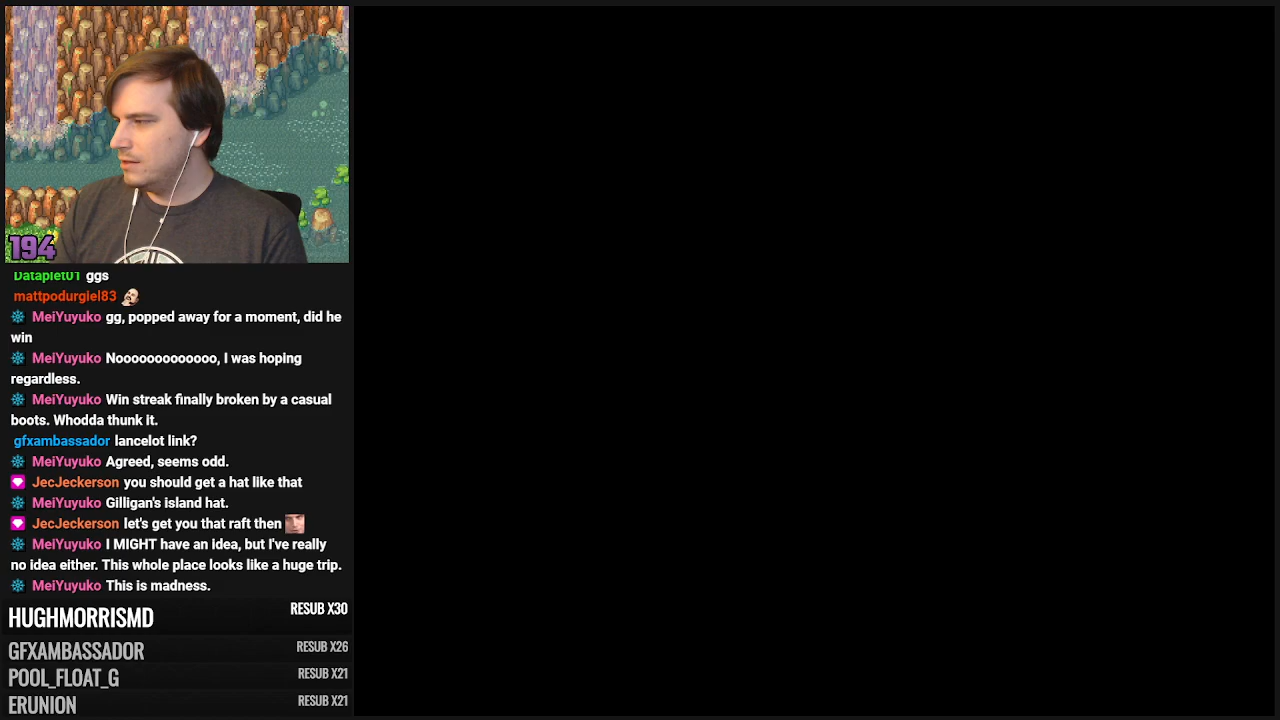 194
Datapiet01 ggs
mattpodurgiel83
MeiYuyuko gg, popped away for a moment, did he
win
MeiYuyuko Nooooooooooooo, I was hoping
regardless.
MeiYuyuko Win streak finally broken by a casual
boots. Whodda thunk it.
gfxambassador lancelot link?
MeiYuyuko Agreed, seems odd.
JecJeckerson you should get a hat like that
MeiYuyuko Gilligan's island hat.
JecJeckerson let's get you that raft then
MeiYuyuko I MIGHT have an idea, but I've really
no idea either. This whole place looks like a huge trip.
MeiYuyuko This is madness.
HUGHMORRISMD RESUB X30
GFXAMBASSADOR RESUB X26
POOL_FLOAT_G RESUB X21
ERUNION RESUB X21